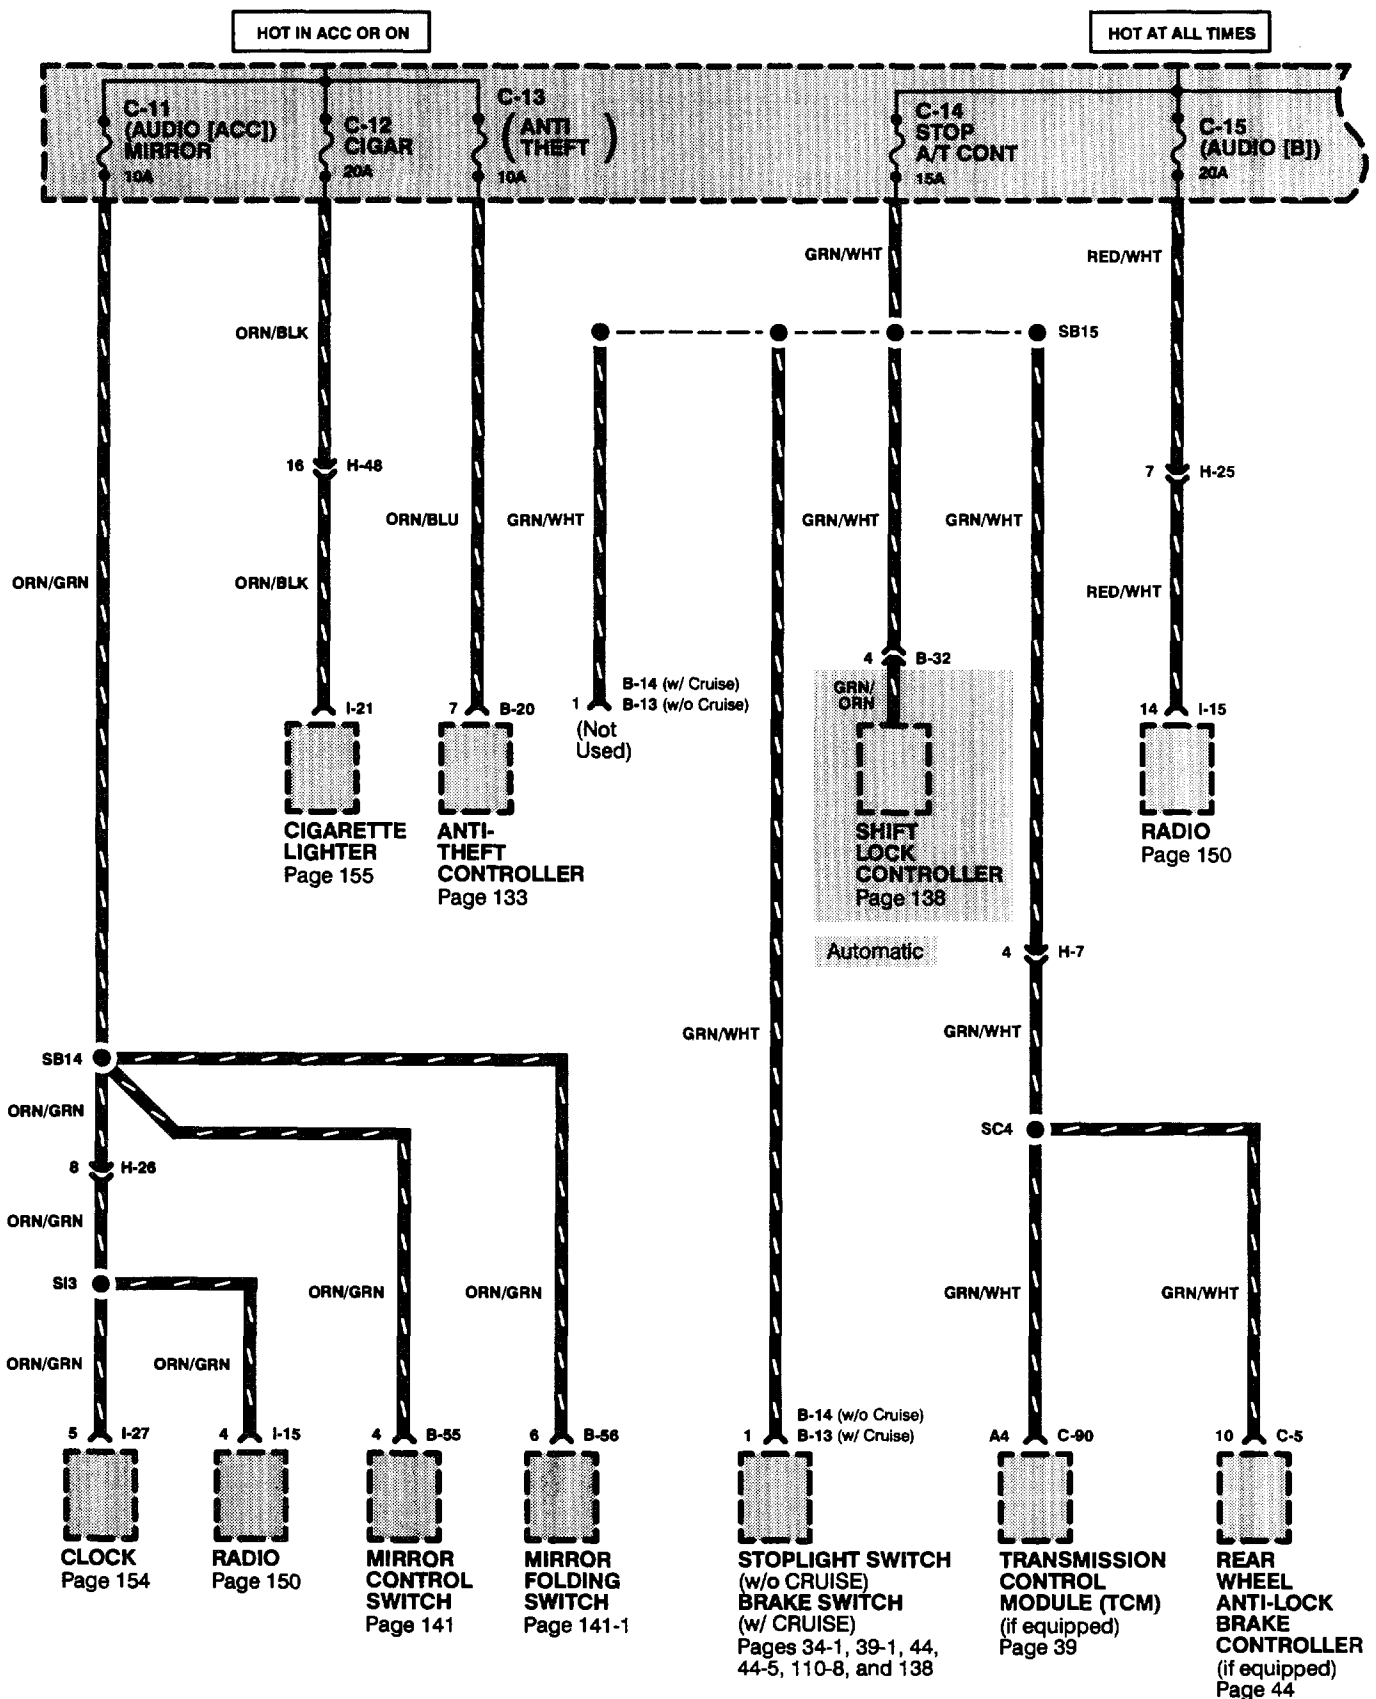 HOT IN ACC OR ON
HOT AT ALL TIMES
C-11
(AUDIO [ACC])
MIRROR
10A
C-12
CIGAR
20A
C-13
(ANTI
THEFT)
10A
C-14
STOP
A/T CONT
15A
C-15
(AUDIO [B])
20A
GRN/WHT
RED/WHT
ORN/BLK
SB15
16 H-48
7 H-25
ORN/BLU
GRN/WHT
GRN/WHT
GRN/WHT
ORN/GRN
ORN/BLK
RED/WHT
4 B-32
GRN/
ORN
I-21
7 B-20
B-14 (w/ Cruise)
1 B-13 (w/o Cruise)
(Not
Used)
14 I-15
CIGARETTE
LIGHTER
Page 155
ANTI-
THEFT
CONTROLLER
Page 133
SHIFT
LOCK
CONTROLLER
Page 138
RADIO
Page 150
Automatic
4 H-7
GRN/WHT
GRN/WHT
SB14
ORN/GRN
SC4
8 H-26
ORN/GRN
SI3
ORN/GRN
ORN/GRN
GRN/WHT
GRN/WHT
ORN/GRN
ORN/GRN
5 I-27
4 I-15
4 B-55
6 B-56
B-14 (w/o Cruise)
1 B-13 (w/ Cruise)
A4 C-90
10 C-5
CLOCK
Page 154
RADIO
Page 150
MIRROR
CONTROL
SWITCH
Page 141
MIRROR
FOLDING
SWITCH
Page 141-1
STOPLIGHT SWITCH
(w/o CRUISE)
BRAKE SWITCH
(w/ CRUISE)
Pages 34-1, 39-1, 44,
44-5, 110-8, and 138
TRANSMISSION
CONTROL
MODULE (TCM)
(if equipped)
Page 39
REAR
WHEEL
ANTI-LOCK
BRAKE
CONTROLLER
(if equipped)
Page 44